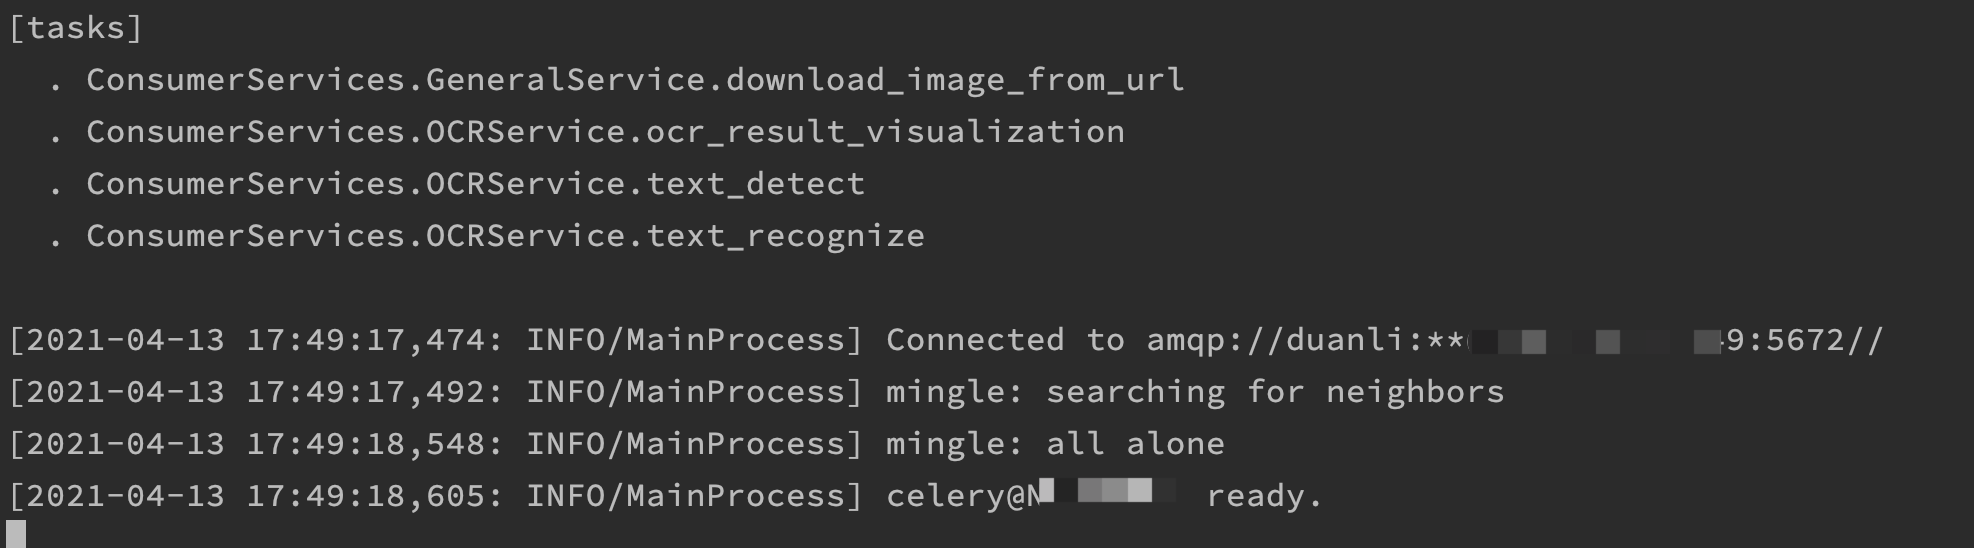 [tasks]
. ConsumerServices.GeneralService.download_image_from_url
. ConsumerServices.OCRService.ocr_result_visualization
. ConsumerServices.OCRService.text_detect
. ConsumerServices.OCRService.text_recognize
[2021-04-13 17:49:17,474: INFO/MainProcess] Connected to amqp://duanli:** 9:5672//
[2021-04-13 17:49:17,492: INFO/MainProcess] mingle: searching for neighbors
[2021-04-13 17:49:18,548: INFO/MainProcess] mingle: all alone
[2021-04-13 17:49:18,605: INFO/MainProcess] celery@ ready.